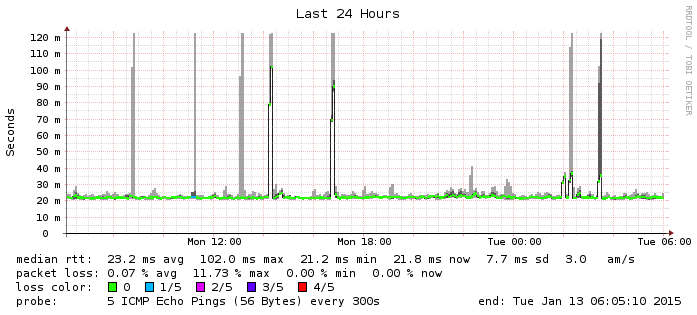 Last 24 Hours
RRDTOOL / TOBI OETIKER
Seconds
120 m
110 m
100 m
90 m
80 m
70 m
60 m
50 m
40 m
30 m
20 m
10 m
0
Mon 12:00 Mon 18:00 Tue 00:00 Tue 06:00
median rtt: 23.2 ms avg 102.0 ms max 21.2 ms min 21.8 ms now 7.7 ms sd 3.0 am/s
packet loss: 0.07 % avg 11.73 % max 0.00 % min 0.00 % now
loss color: 0 1/5 2/5 3/5 4/5
probe: 5 ICMP Echo Pings (56 Bytes) every 300s end: Tue Jan 13 06:05:10 2015